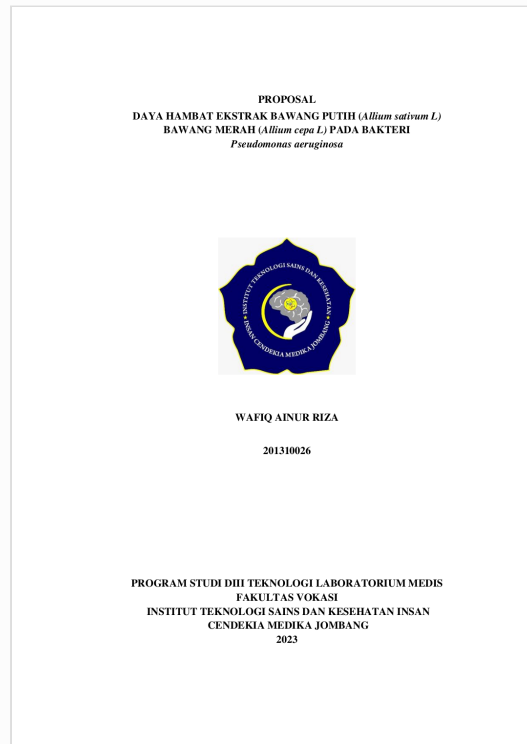 PROPOSAL
DAYA HAMBAT EKSTRAK BAWANG PUTIH (Allium sativum L)
BAWANG MERAH (Allium cepa L) PADA BAKTERI
Pseudomonas aeruginosa
INSTITUT TEKNOLOGI SAINS DAN KESEHATAN
INSAN CENDEKIA MEDIKA JOMBANG
WAFIQ AINUR RIZA
201310026
PROGRAM STUDI DIII TEKNOLOGI LABORATORIUM MEDIS
FAKULTAS VOKASI
INSTITUT TEKNOLOGI SAINS DAN KESEHATAN INSAN
CENDEKIA MEDIKA JOMBANG
2023